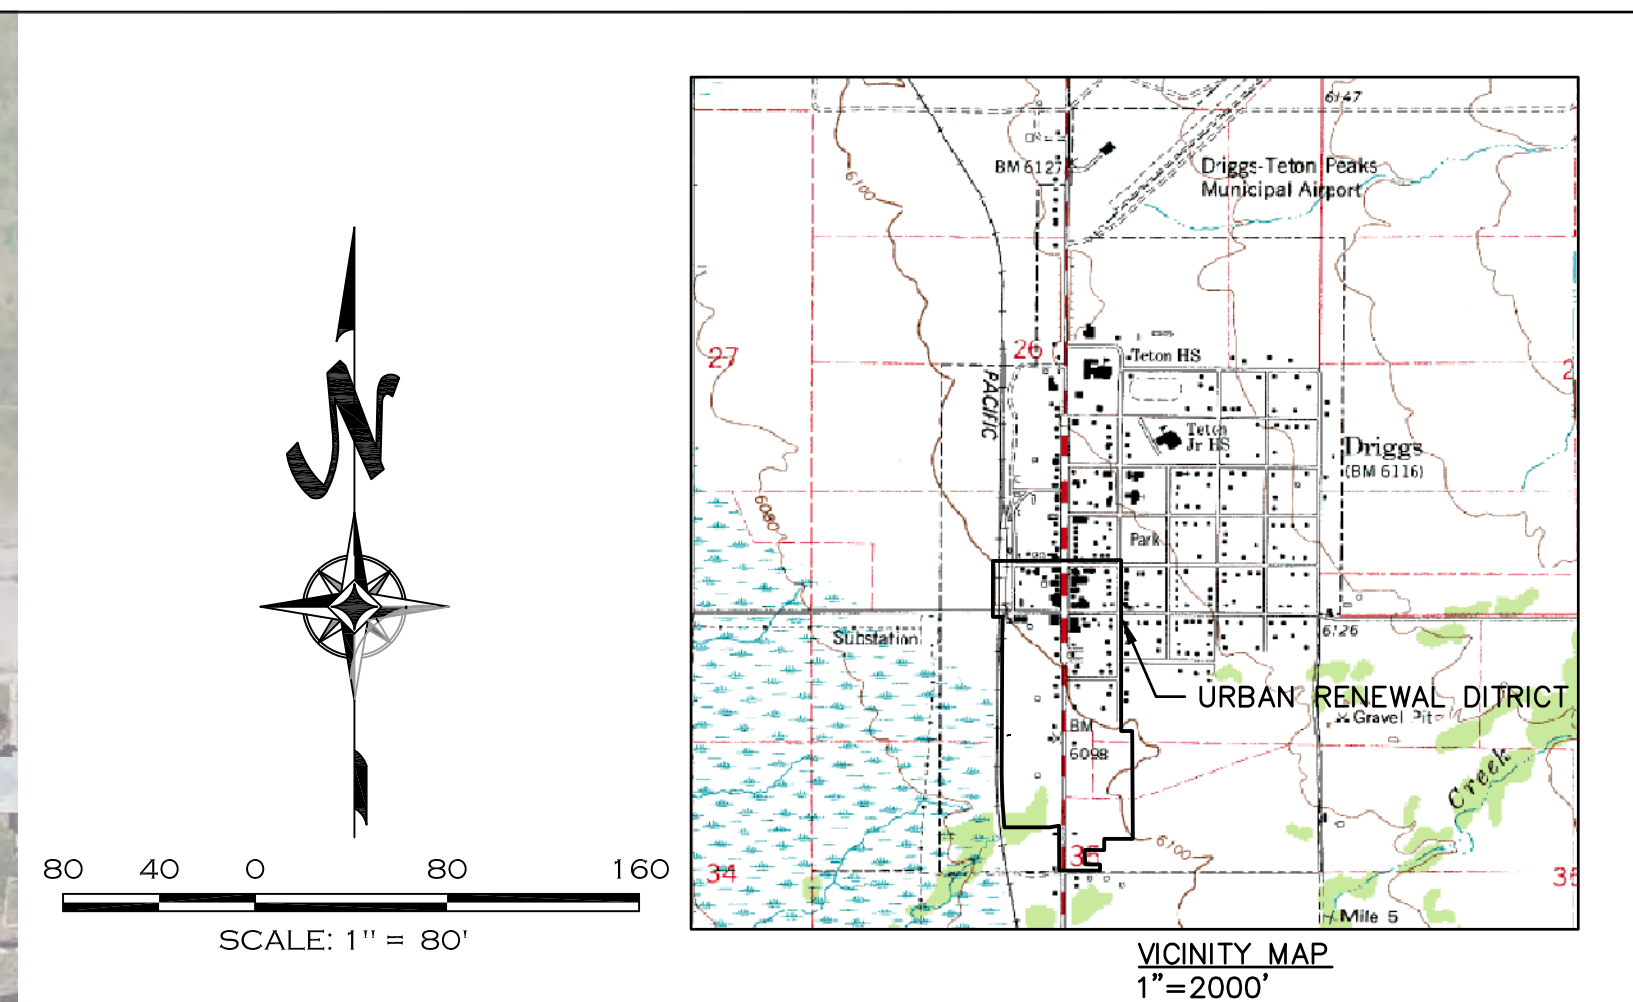 N
80 40 0 80 160
SCALE: 1" = 80'
6147
BM 6127
Driggs-Teton Peaks
Municipal Airport
6100
27
26
2
Teton HS
PACIFIC
Teton
Jr HS
Driggs
(BM 6116)
6080
Park
Substation
6126
URBAN RENEWAL DITRICT
Gravel Pit
BM
6098
Creek
6100
34
35
36
Mile 5
VICINITY MAP
1"=2000'